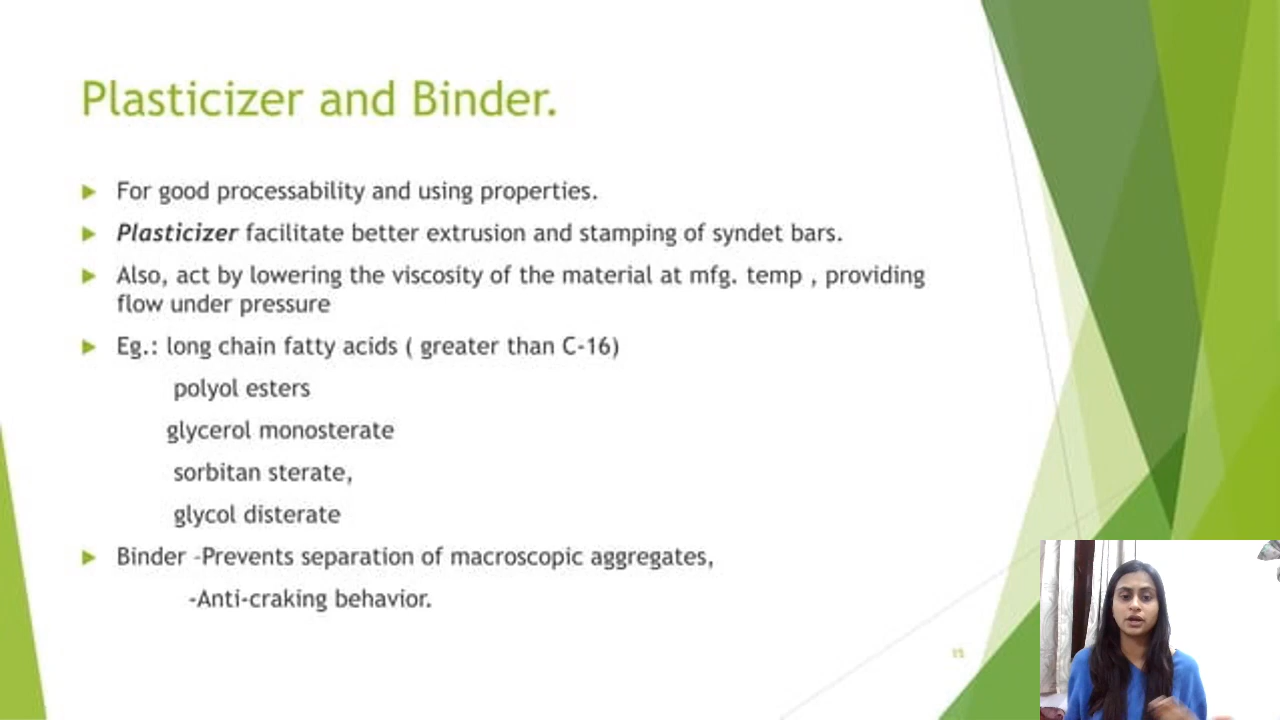 Plasticizer and Binder.
For good processability and using properties.
Plasticizer facilitate better extrusion and stamping of syndet bars.
Also, act by lowering the viscosity of the material at mfg. temp , providing
flow under pressure
Eg.: long chain fatty acids ( greater than C-16)
polyol esters
glycerol monosterate
sorbitan sterate,
glycol disterate
Binder -Prevents separation of macroscopic aggregates,
-Anti-craking behavior.